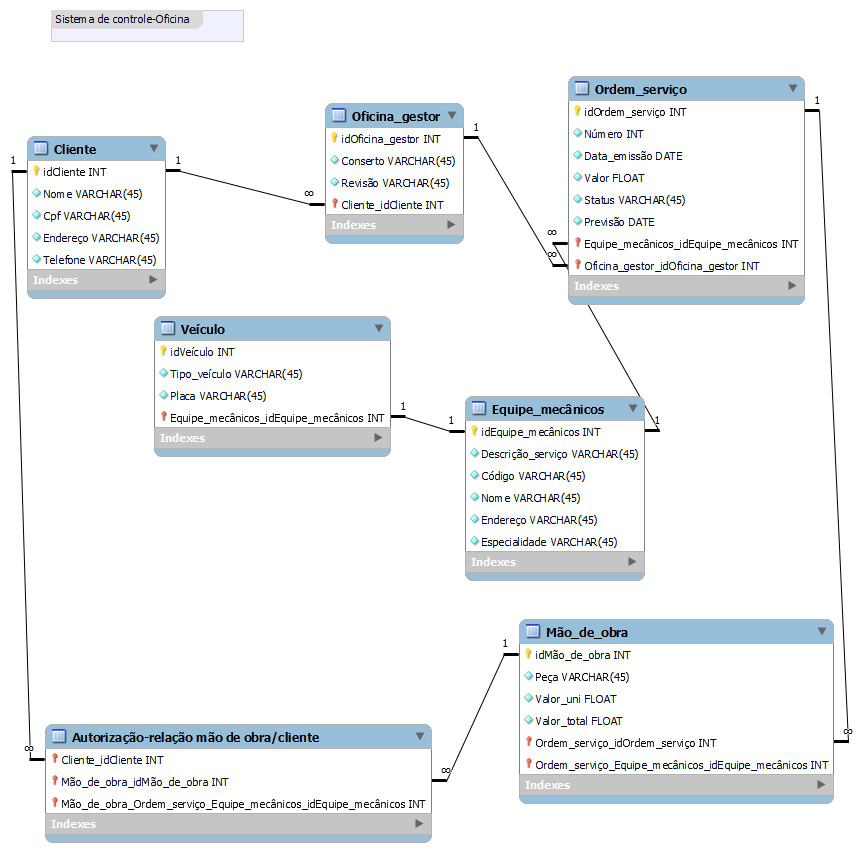 Sistema de controle-Oficina
Cliente
idCliente INT
Nome VARCHAR(45)
Cpf VARCHAR(45)
Endereço VARCHAR(45)
Telefone VARCHAR(45)
Indexes
1
1
∞
Oficina_gestor
idOficina_gestor INT
Conserto VARCHAR(45)
Revisão VARCHAR(45)
Cliente_idCliente INT
Indexes
1
Ordem_serviço
idOrdem_serviço INT
Número INT
Data_emissão DATE
Valor FLOAT
Status VARCHAR(45)
Previsão DATE
Equipe_mecânicos_idEquipe_mecânicos INT
Oficina_gestor_idOficina_gestor INT
Indexes
1
∞
∞
Veículo
idVeículo INT
Tipo_veículo VARCHAR(45)
Placa VARCHAR(45)
Equipe_mecânicos_idEquipe_mecânicos INT
Indexes
1
1
Equipe_mecânicos
idEquipe_mecânicos INT
Descrição_serviço VARCHAR(45)
Código VARCHAR(45)
Nome VARCHAR(45)
Endereço VARCHAR(45)
Especialidade VARCHAR(45)
Indexes
1
1
Mão_de_obra
idMão_de_obra INT
Peça VARCHAR(45)
Valor_uni FLOAT
Valor_total FLOAT
Ordem_serviço_idOrdem_serviço INT
Ordem_serviço_Equipe_mecânicos_idEquipe_mecânicos INT
Indexes
∞
∞
Autorização-relação mão de obra/cliente
Cliente_idCliente INT
Mão_de_obra_idMão_de_obra INT
Mão_de_obra_Ordem_serviço_Equipe_mecânicos_idEquipe_mecânicos INT
Indexes
∞